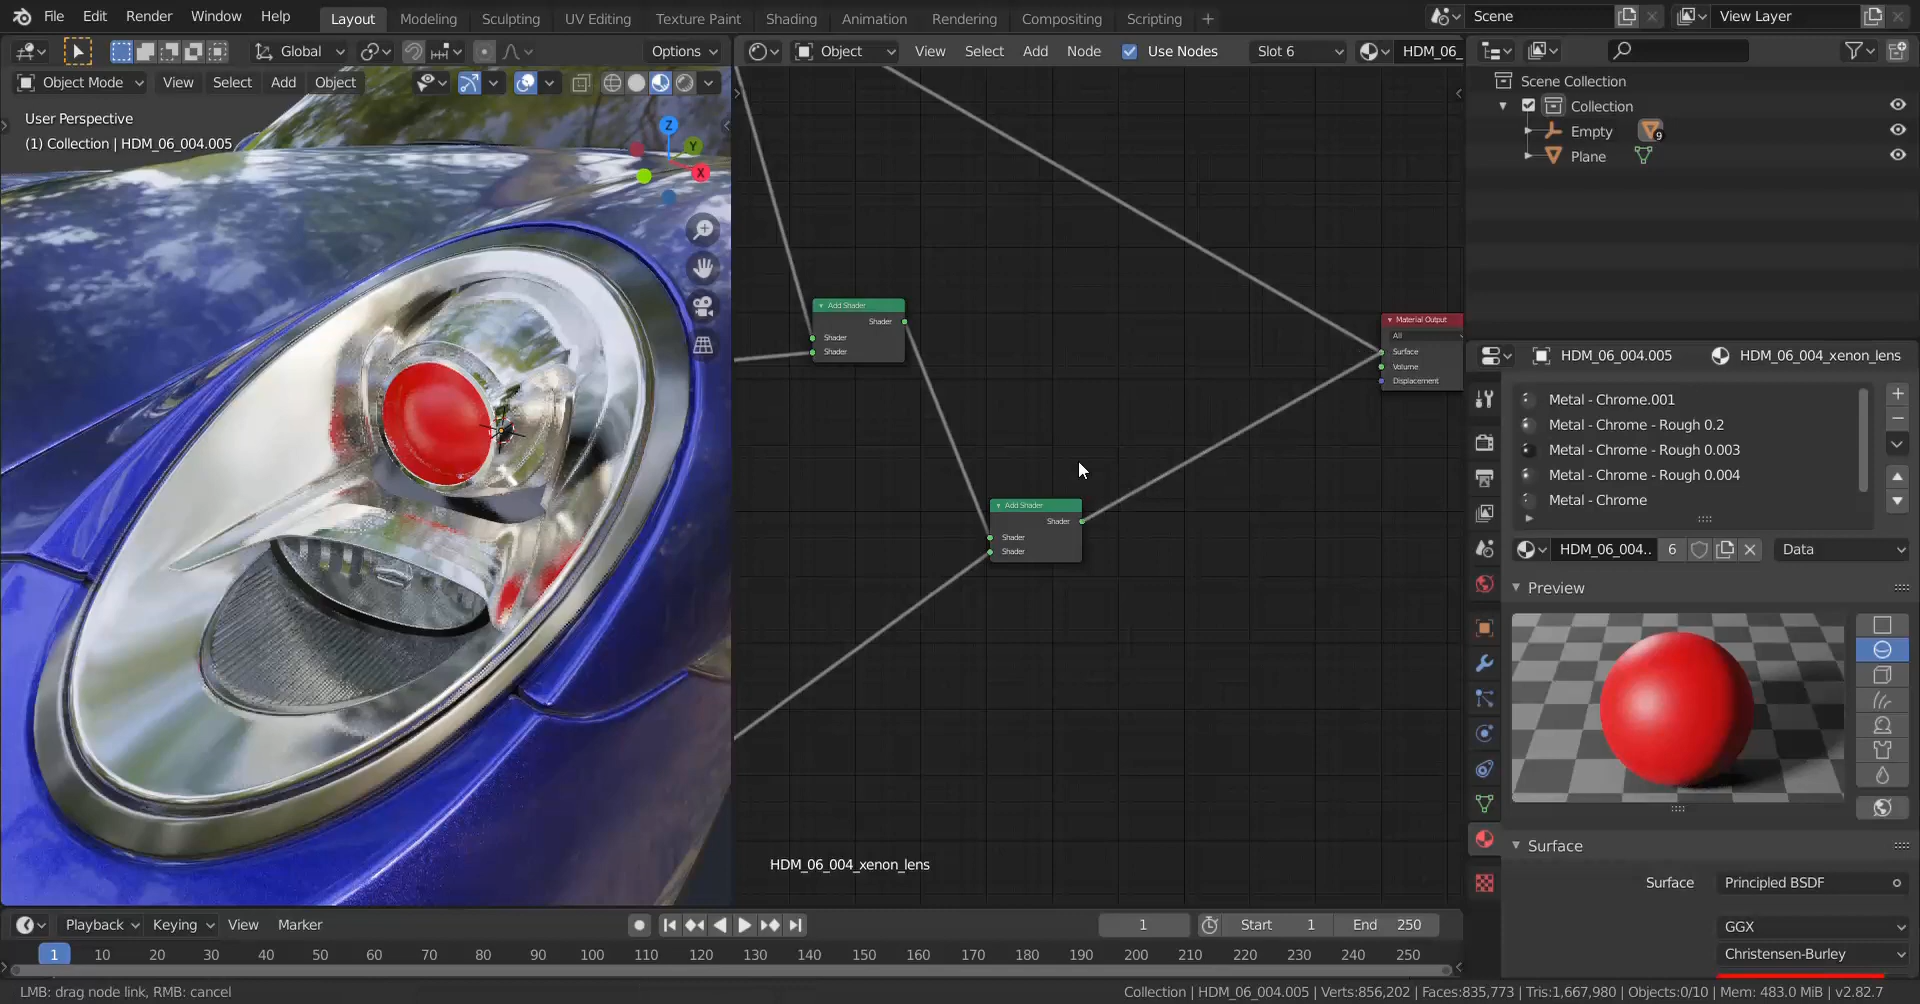 File Edit Render Window Help Layout Modeling Sculpting UV Editing Texture Paint Shading Animation Rendering Compositing Scripting + Scene View Layer
Global Options Object View Select Add Node Use Nodes Slot 6 HDM_06_
Object Mode View Select Add Object
User Perspective
(1) Collection | HDM_06_004.005
Z
Y
X
Add Shader
Shader
Shader
Shader
Add Shader
Shader
Shader
Shader
Material Output
All
Surface
Volume
Displacement
HDM_06_004_xenon_lens
Scene Collection
Collection
Empty 9
Plane
HDM_06_004.005 HDM_06_004_xenon_lens
Metal - Chrome.001
Metal - Chrome - Rough 0.2
Metal - Chrome - Rough 0.003
Metal - Chrome - Rough 0.004
Metal - Chrome
HDM_06_004.. 6 Data
Preview
Surface
Surface Principled BSDF
GGX
Christensen-Burley
Playback Keying View Marker 1 Start 1 End 250
1 10 20 30 40 50 60 70 80 90 100 110 120 130 140 150 160 170 180 190 200 210 220 230 240 250
LMB: drag node link, RMB: cancel
Collection | HDM_06_004.005 | Verts:856,202 | Faces:835,773 | Tris:1,667,980 | Objects:0/10 | Mem: 483.0 MiB | v2.82.7